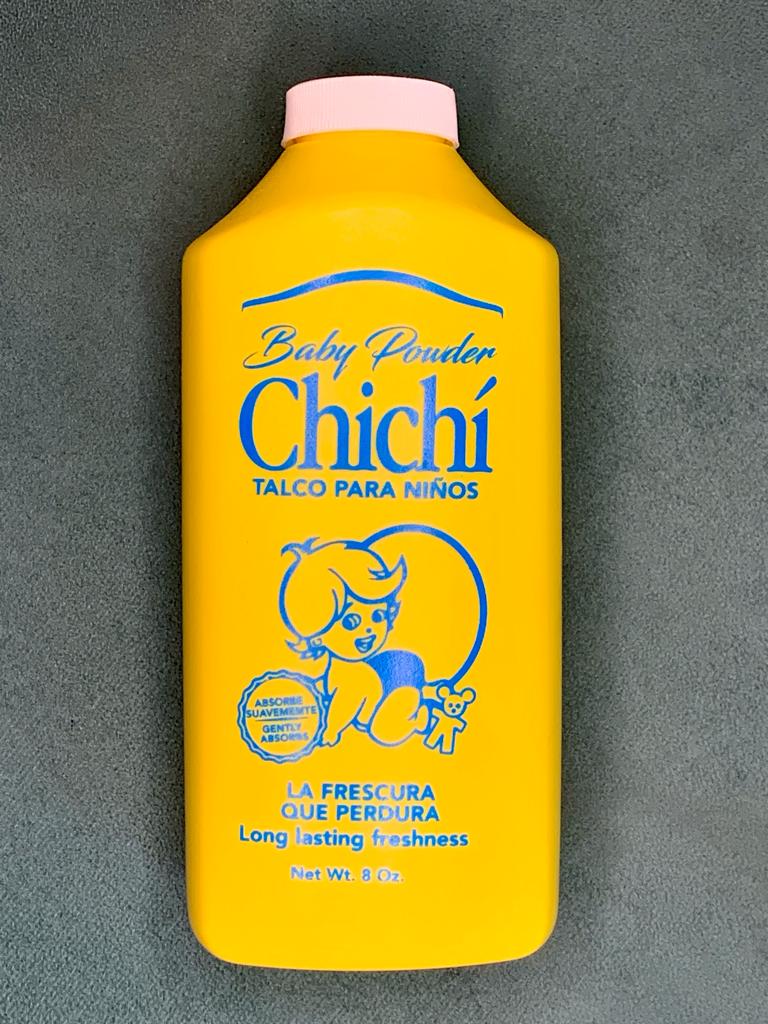 Baby Powder
Chichí
TALCO PARA NIÑOS
ABSORBE
SUAVEMEMTE
GENTLY
ABSORBS
LA FRESCURA
QUE PERDURA
Long lasting freshness
Net Wt. 8 Oz.